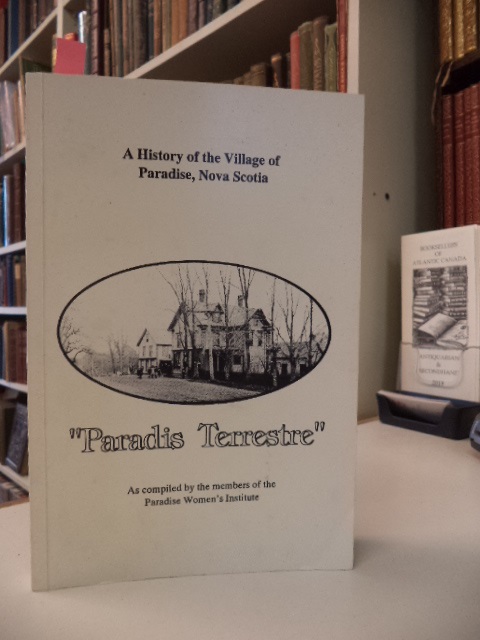 A History of the Village of
Paradise, Nova Scotia
"Paradis Terrestre"
As compiled by the members of the
Paradise Women's Institute
BOOKSELLERS
OF
ATLANTIC CANADA
ANTIQUARIAN
&
SECONDHAND